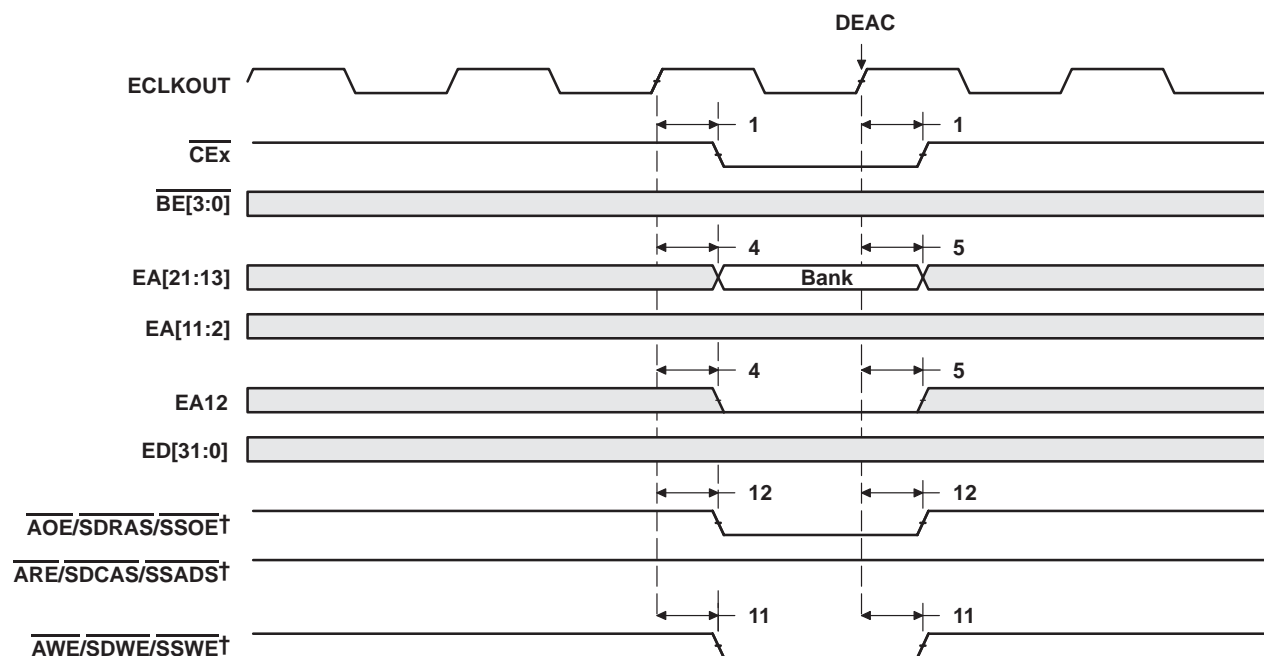 DEAC
ECLKOUT
1 1
CEx
BE[3:0]
4 5
EA[21:13] Bank
EA[11:2]
4 5
EA12
ED[31:0]
12 12
AOE/SDRAS/SSOE†
ARE/SDCAS/SSADS†
11 11
AWE/SDWE/SSWE†